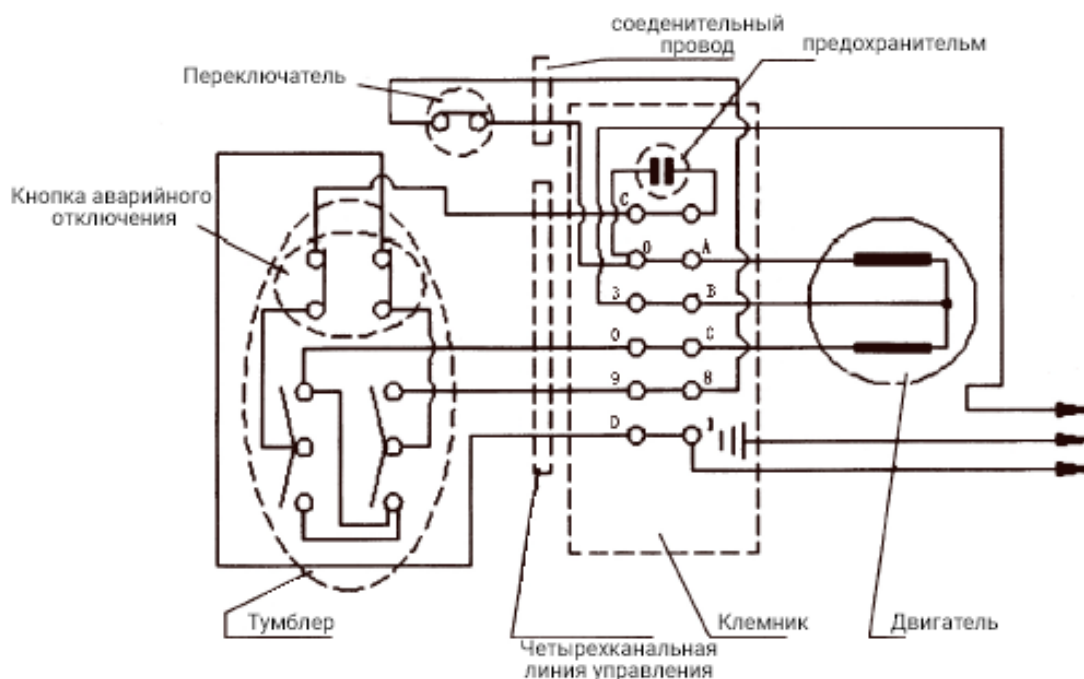 соеденительный
провод
предохранительм
Переключатель
Кнопка аварийного
отключения
C
0 A
3 B
0 C
9 8
D
Тумблер
Четырехканальная
линия управления
Клемник
Двигатель